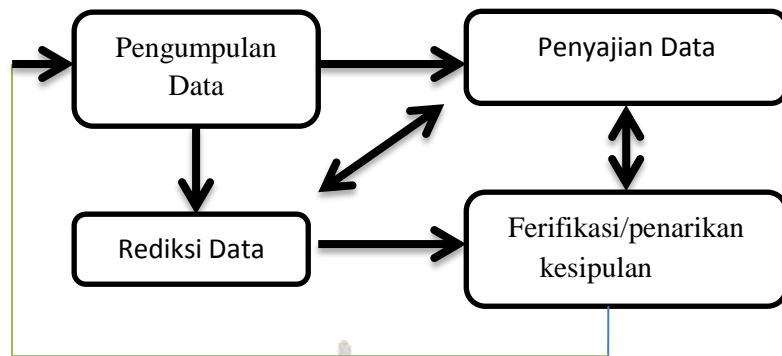 Pengumpulan
Data
Penyajian Data
Rediksi Data
Ferifikasi/penarikan
kesipulan